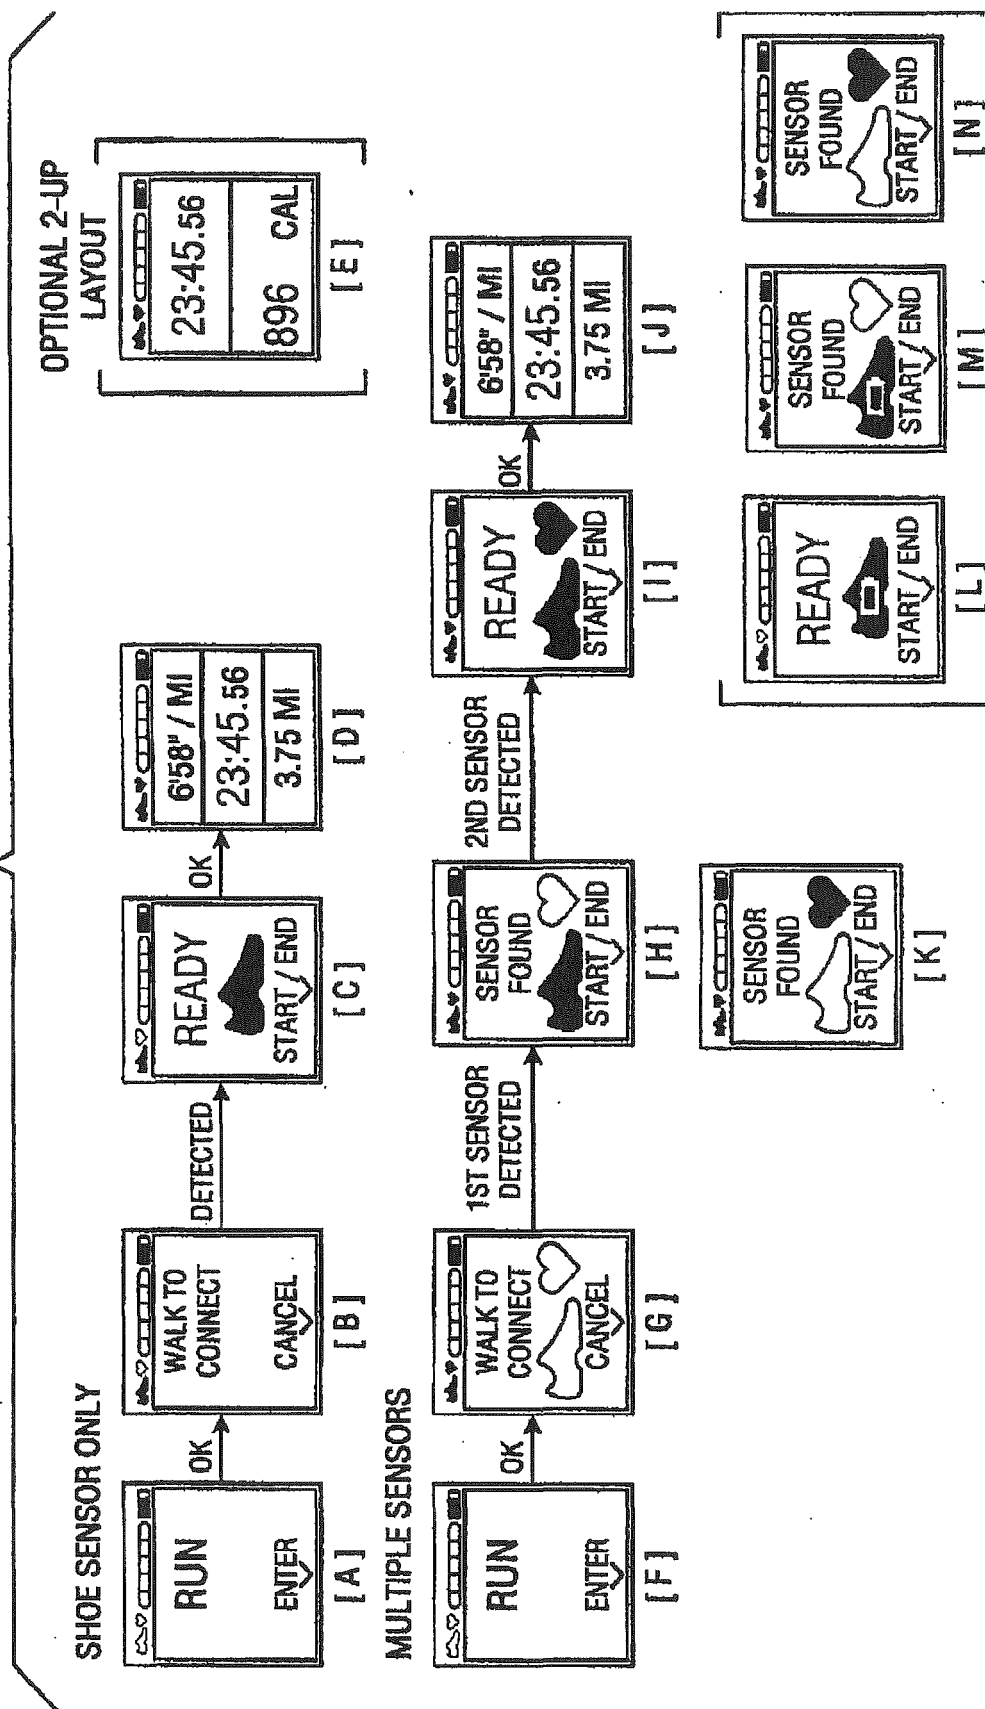 SHOE SENSOR ONLY
RUN
ENTER
[A]
OK
WALK TO
CONNECT
CANCEL
[B]
DETECTED
READY
START / END
[C]
OK
6'58" / MI
23:45.56
3.75 MI
[D]
OPTIONAL 2-UP
LAYOUT
23:45.56
896 CAL
[E]
MULTIPLE SENSORS
RUN
ENTER
[F]
OK
WALK TO
CONNECT
CANCEL
[G]
1ST SENSOR
DETECTED
SENSOR
FOUND
START / END
[H]
2ND SENSOR
DETECTED
READY
START / END
[I]
OK
6'58" / MI
23:45.56
3.75 MI
[J]
SENSOR
FOUND
START / END
[K]
READY
START / END
[L]
SENSOR
FOUND
START / END
[M]
SENSOR
FOUND
START / END
[N]